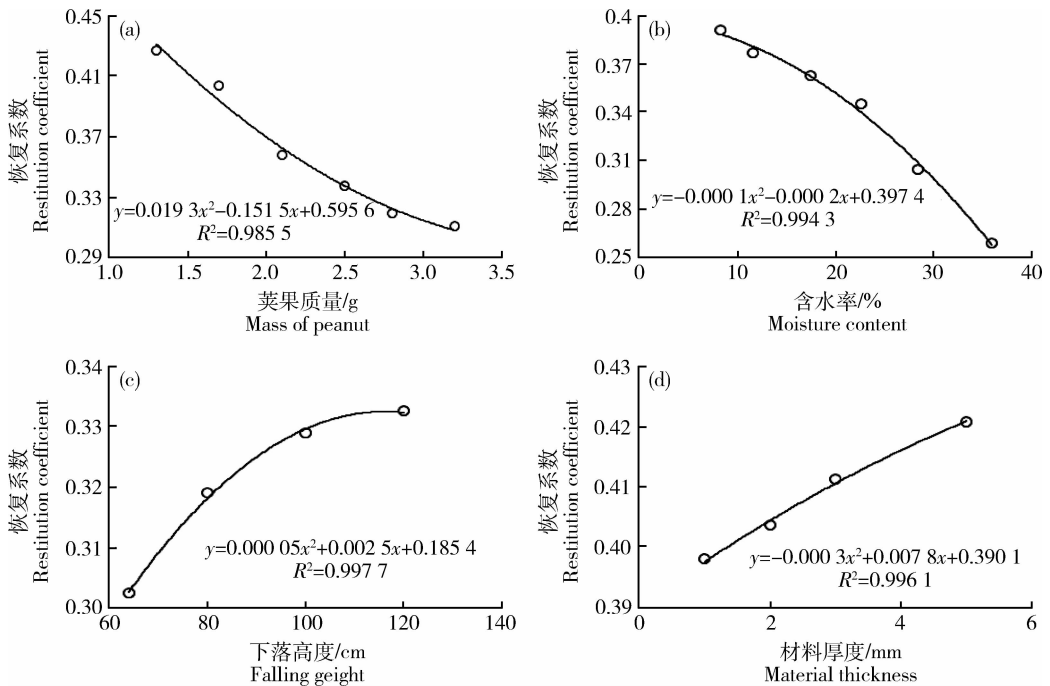 (a)
0.45
0.41
0.37
0.33
0.29
恢复系数
Restitution coefficient
y=0.019 3x²−0.151 5x+0.595 6
R²=0.985 5
1.0 1.5 2.0 2.5 3.0 3.5
荚果质量/g
Mass of peanut
(b)
0.4
0.37
0.34
0.31
0.28
0.25
恢复系数
Restitution coefficient
y=−0.000 1x²−0.000 2x+0.397 4
R²=0.994 3
0 10 20 30 40
含水率/%
Moisture content
(c)
0.34
0.33
0.32
0.31
0.30
恢复系数
Restitution coefficient
y=0.000 05x²+0.002 5x+0.185 4
R²=0.997 7
60 80 100 120 140
下落高度/cm
Falling geight
(d)
0.43
0.42
0.41
0.40
0.39
恢复系数
Restitution coefficient
y=−0.000 3x²+0.007 8x+0.390 1
R²=0.996 1
0 2 4 6
材料厚度/mm
Material thickness